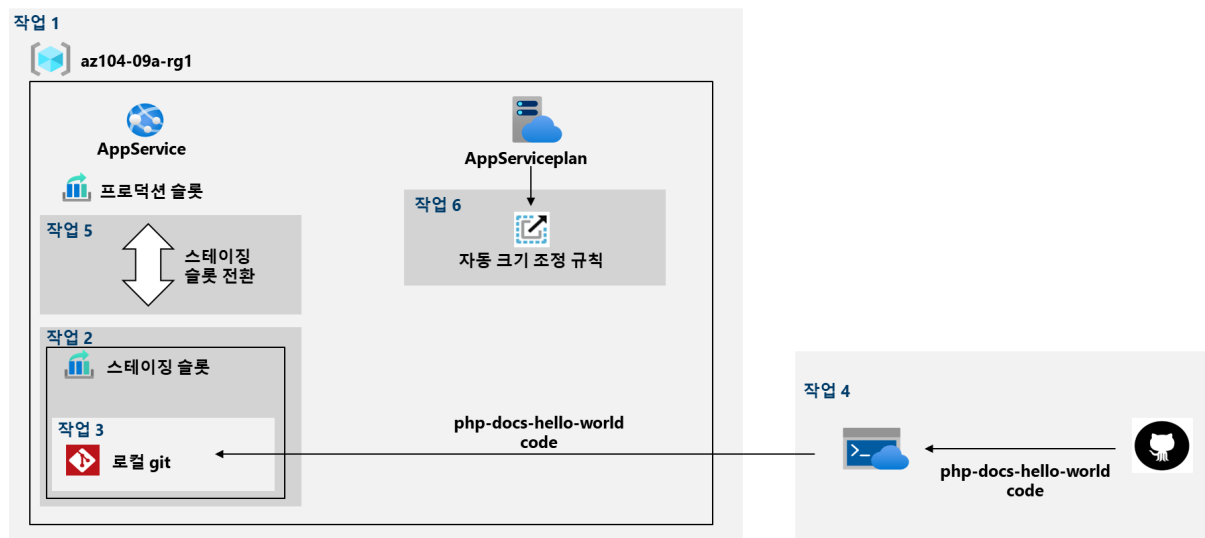 작업 1
az104-09a-rg1
AppService
프로덕션 슬롯
작업 5
스테이징
슬롯 전환
작업 2
스테이징 슬롯
작업 3
로컬 git
AppServiceplan
작업 6
자동 크기 조정 규칙
php-docs-hello-world
code
작업 4
php-docs-hello-world
code